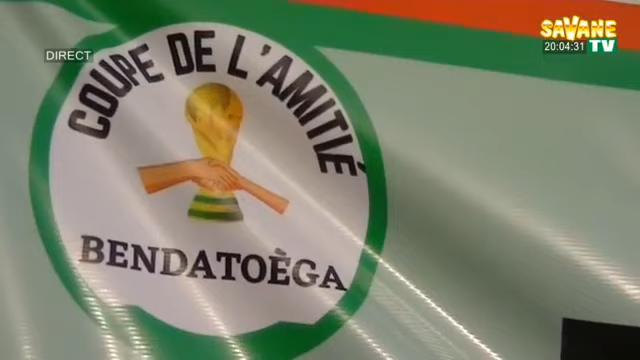 DIRECT
SAVANE
20:04:31 TV
COUPE DE L'AMITIÉ
BENDATOÈGA